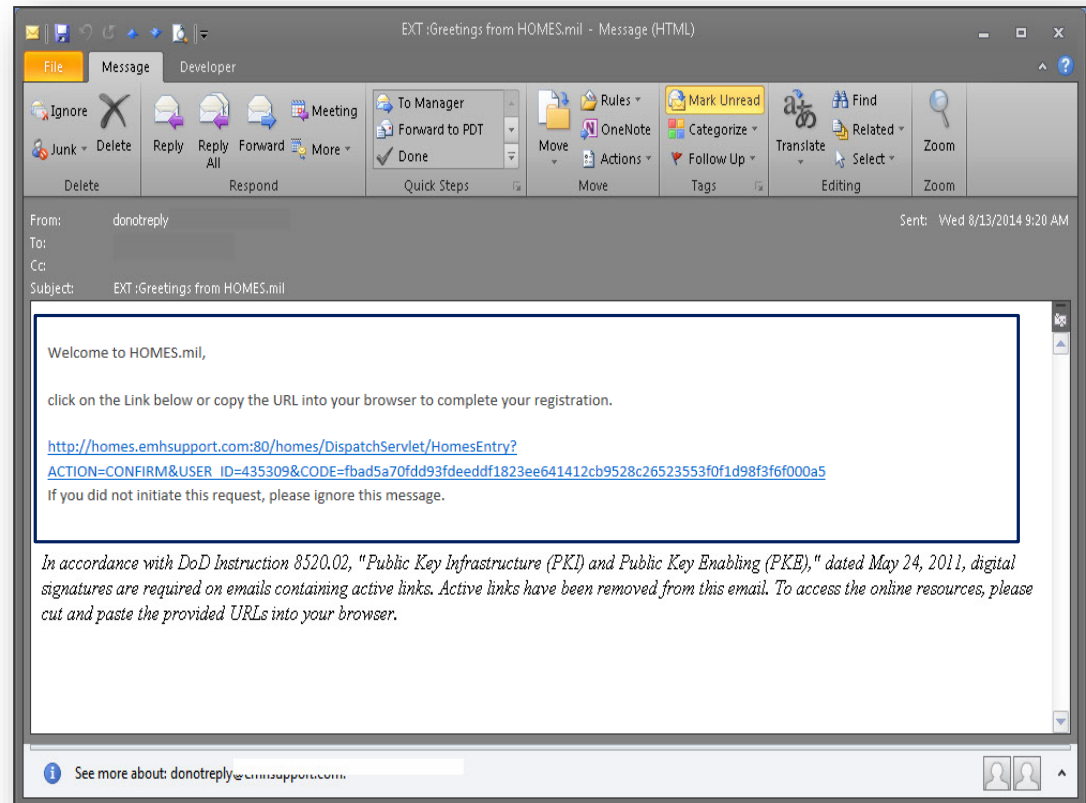 EXT :Greetings from HOMES.mil - Message (HTML)
File Message Developer
Ignore
Junk
Delete
Reply
Reply All
Forward
Meeting
More
To Manager
Forward to PDT
Done
Move
Rules
OneNote
Actions
Mark Unread
Categorize
Follow Up
Translate
Find
Related
Select
Zoom
Delete Respond Quick Steps Move Tags Editing Zoom
From: donotreply Sent: Wed 8/13/2014 9:20 AM
To:
Cc:
Subject: EXT :Greetings from HOMES.mil
Welcome to HOMES.mil,
click on the Link below or copy the URL into your browser to complete your registration.
http://homes.emhsupport.com:80/homes/DispatchServlet/HomesEntry?
ACTION=CONFIRM&USER_ID=435309&CODE=fbad5a70fdd93fdeeddf1823ee641412cb9528c26523553f0f1d98f3f6f000a5
If you did not initiate this request, please ignore this message.
In accordance with DoD Instruction 8520.02, "Public Key Infrastructure (PKI) and Public Key Enabling (PKE)," dated May 24, 2011, digital
signatures are required on emails containing active links. Active links have been removed from this email. To access the online resources, please
cut and paste the provided URLs into your browser.
See more about: donotreply